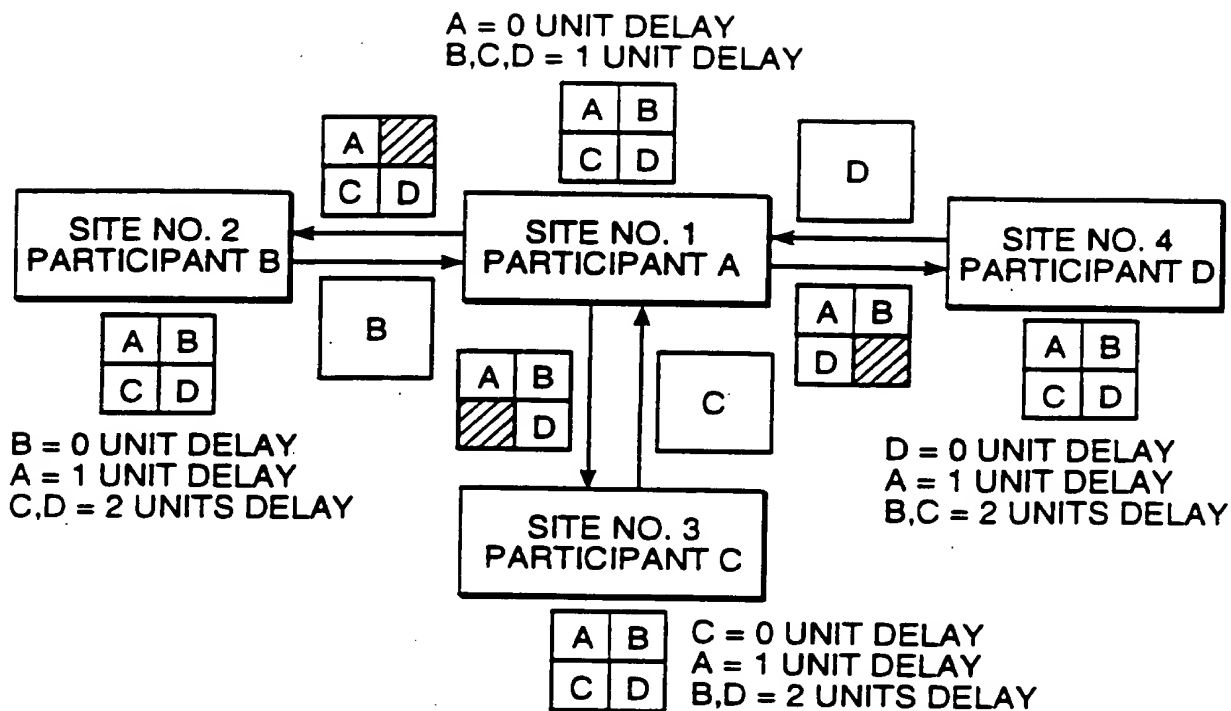 A = 0 UNIT DELAY
B,C,D = 1 UNIT DELAY
A B
C D
A
C D
D
SITE NO. 2
PARTICIPANT B
SITE NO. 1
PARTICIPANT A
SITE NO. 4
PARTICIPANT D
B
A B
D
C
A B
D
A B
C D
B = 0 UNIT DELAY
A = 1 UNIT DELAY
C,D = 2 UNITS DELAY
A B
C D
D = 0 UNIT DELAY
A = 1 UNIT DELAY
B,C = 2 UNITS DELAY
SITE NO. 3
PARTICIPANT C
A B
C D
C = 0 UNIT DELAY
A = 1 UNIT DELAY
B,D = 2 UNITS DELAY